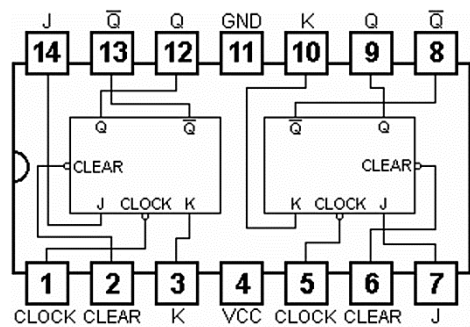 J Q̅ Q GND K Q Q̅
14 13 12 11 10 9 8
Q Q̅ Q̅ Q
CLEAR CLEAR
J CLOCK K K CLOCK J
1 2 3 4 5 6 7
CLOCK CLEAR K VCC CLOCK CLEAR J